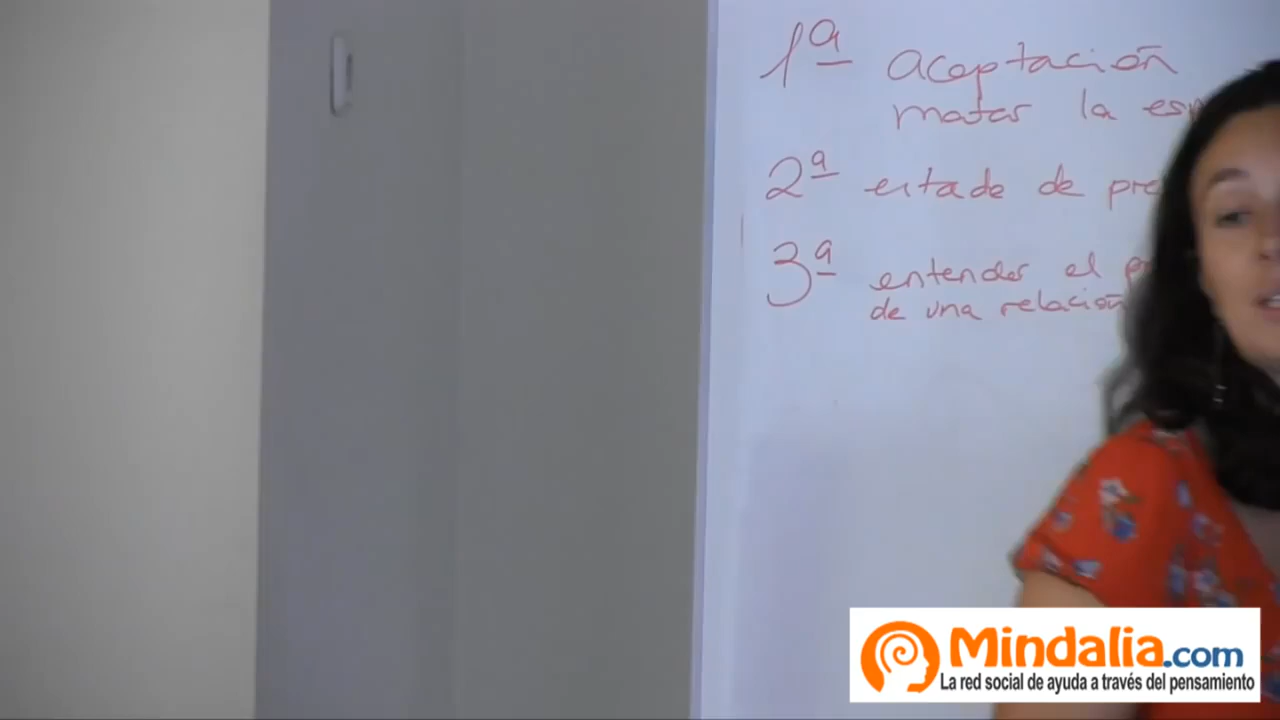 1ª aceptación
matar la
2ª estado de
3ª entender el
de una relación
Mindalia.com
La red social de ayuda a través del pensamiento